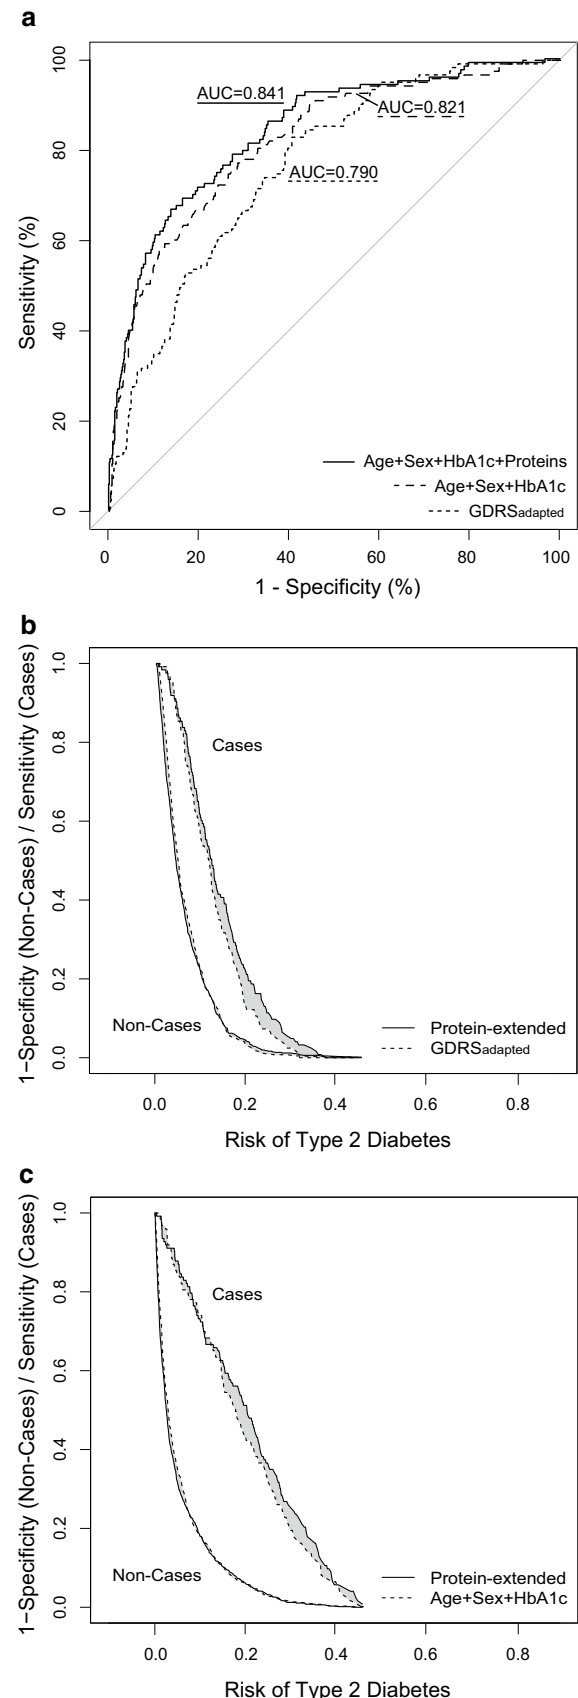 a
100
80
60
40
20
0
Sensitivity (%)
AUC=0.841
AUC=0.821
AUC=0.790
Age+Sex+HbA1c+Proteins
Age+Sex+HbA1c
GDRSadapted
0 20 40 60 80 100
1 - Specificity (%)
b
1−Specificity (Non-Cases) / Sensitivity (Cases)
1.0
0.8
0.6
0.4
0.2
0.0
Cases
Non-Cases
Protein-extended
GDRSadapted
0.0 0.2 0.4 0.6 0.8
Risk of Type 2 Diabetes
c
1−Specificity (Non-Cases) / Sensitivity (Cases)
1.0
0.8
0.6
0.4
0.2
0.0
Cases
Non-Cases
Protein-extended
Age+Sex+HbA1c
0.0 0.2 0.4 0.6 0.8
Risk of Type 2 Diabetes